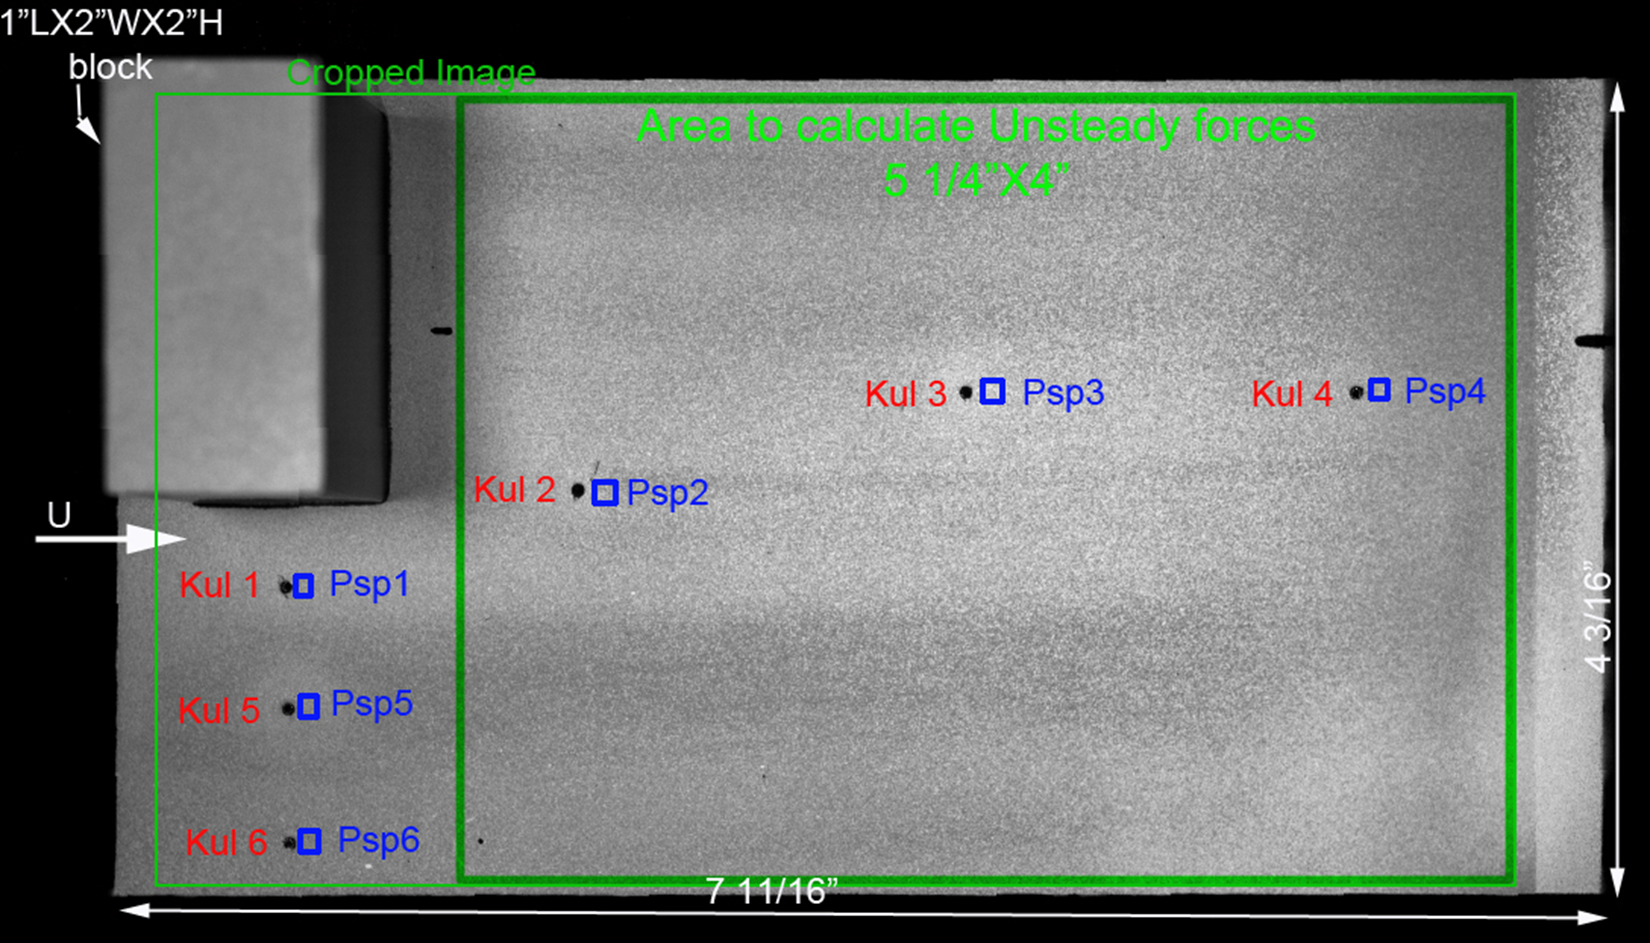 1”LX2”WX2”H
block
Cropped Image
Area to calculate Unsteady forces
5 1/4”X4”
Kul 3 Psp3
Kul 4 Psp4
Kul 2 Psp2
U
Kul 1 Psp1
Kul 5 Psp5
Kul 6 Psp6
4 3/16”
7 11/16”